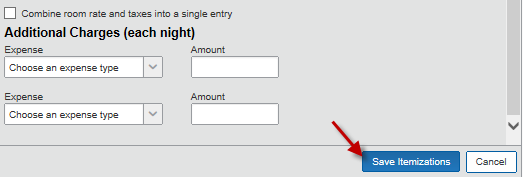 Combine room rate and taxes into a single entry
Additional Charges (each night)
Expense Amount
Choose an expense type
Expense Amount
Choose an expense type
Save Itemizations Cancel